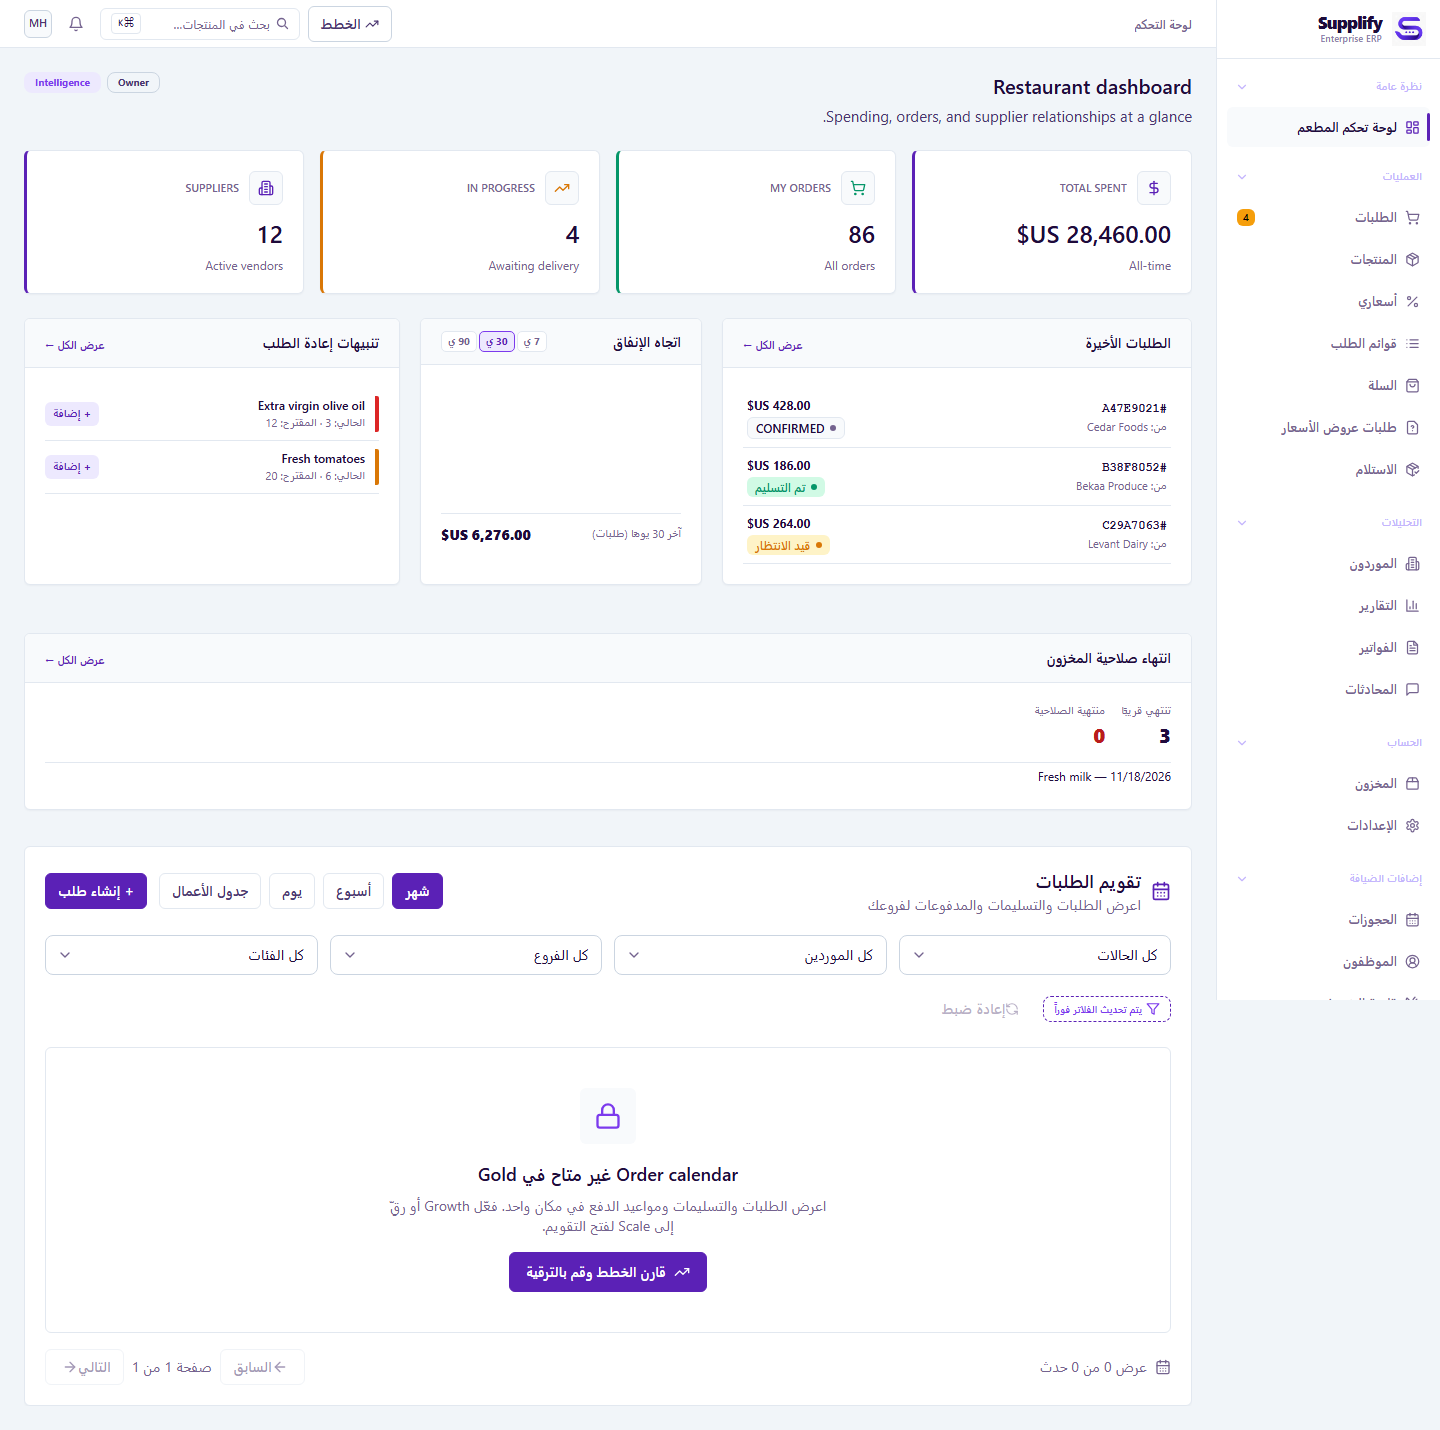 Supplify
Enterprise ERP
نظرة عامة
لوحة تحكم المطعم
العمليات
الطلبات
4
المنتجات
أسعاري
قوائم الطلب
السلة
طلبات عروض الأسعار
الاستلام
التحليلات
الموردون
التقارير
الفواتير
المحادثات
الحساب
المخزون
الإعدادات
إضافات الضيافة
الحجوزات
الموظفون
لوحة التحكم
الخطط
بحث في المنتجات...
⌘K
MH
Restaurant dashboard
Spending, orders, and supplier relationships at a glance.
Owner
Intelligence
TOTAL SPENT
$US 28,460.00
All-time
MY ORDERS
86
All orders
IN PROGRESS
4
Awaiting delivery
SUPPLIERS
12
Active vendors
الطلبات الأخيرة
عرض الكل ←
A47E9021#
من: Cedar Foods
$US 428.00
CONFIRMED
B38F8052#
من: Bekaa Produce
$US 186.00
تم التسليم
C29A7063#
من: Levant Dairy
$US 264.00
قيد الانتظار
اتجاه الإنفاق
7 ي
30 ي
90 ي
آخر 30 يومًا (طلبات)
$US 6,276.00
تنبيهات إعادة الطلب
عرض الكل ←
Extra virgin olive oil
الحالي: 3 · المقترح: 12
+ إضافة
Fresh tomatoes
الحالي: 6 · المقترح: 20
+ إضافة
انتهاء صلاحية المخزون
عرض الكل ←
تنتهي قريبًا
3
منتهية الصلاحية
0
Fresh milk — 11/18/2026
تقويم الطلبات
اعرض الطلبات والتسليمات والمدفوعات لفروعك
شهر
أسبوع
يوم
جدول الأعمال
+ إنشاء طلب
كل الحالات
كل الموردين
كل الفروع
كل الفئات
يتم تحديث الفلاتر فوراً
إعادة ضبط
Order calendar غير متاح في Gold
اعرض الطلبات والتسليمات ومواعيد الدفع في مكان واحد. فعّل Growth أو رقّ
إلى Scale لفتح التقويم.
قارن الخطط وقم بالترقية
عرض 0 من 0 حدث
السابق
صفحة 1 من 1
التالي